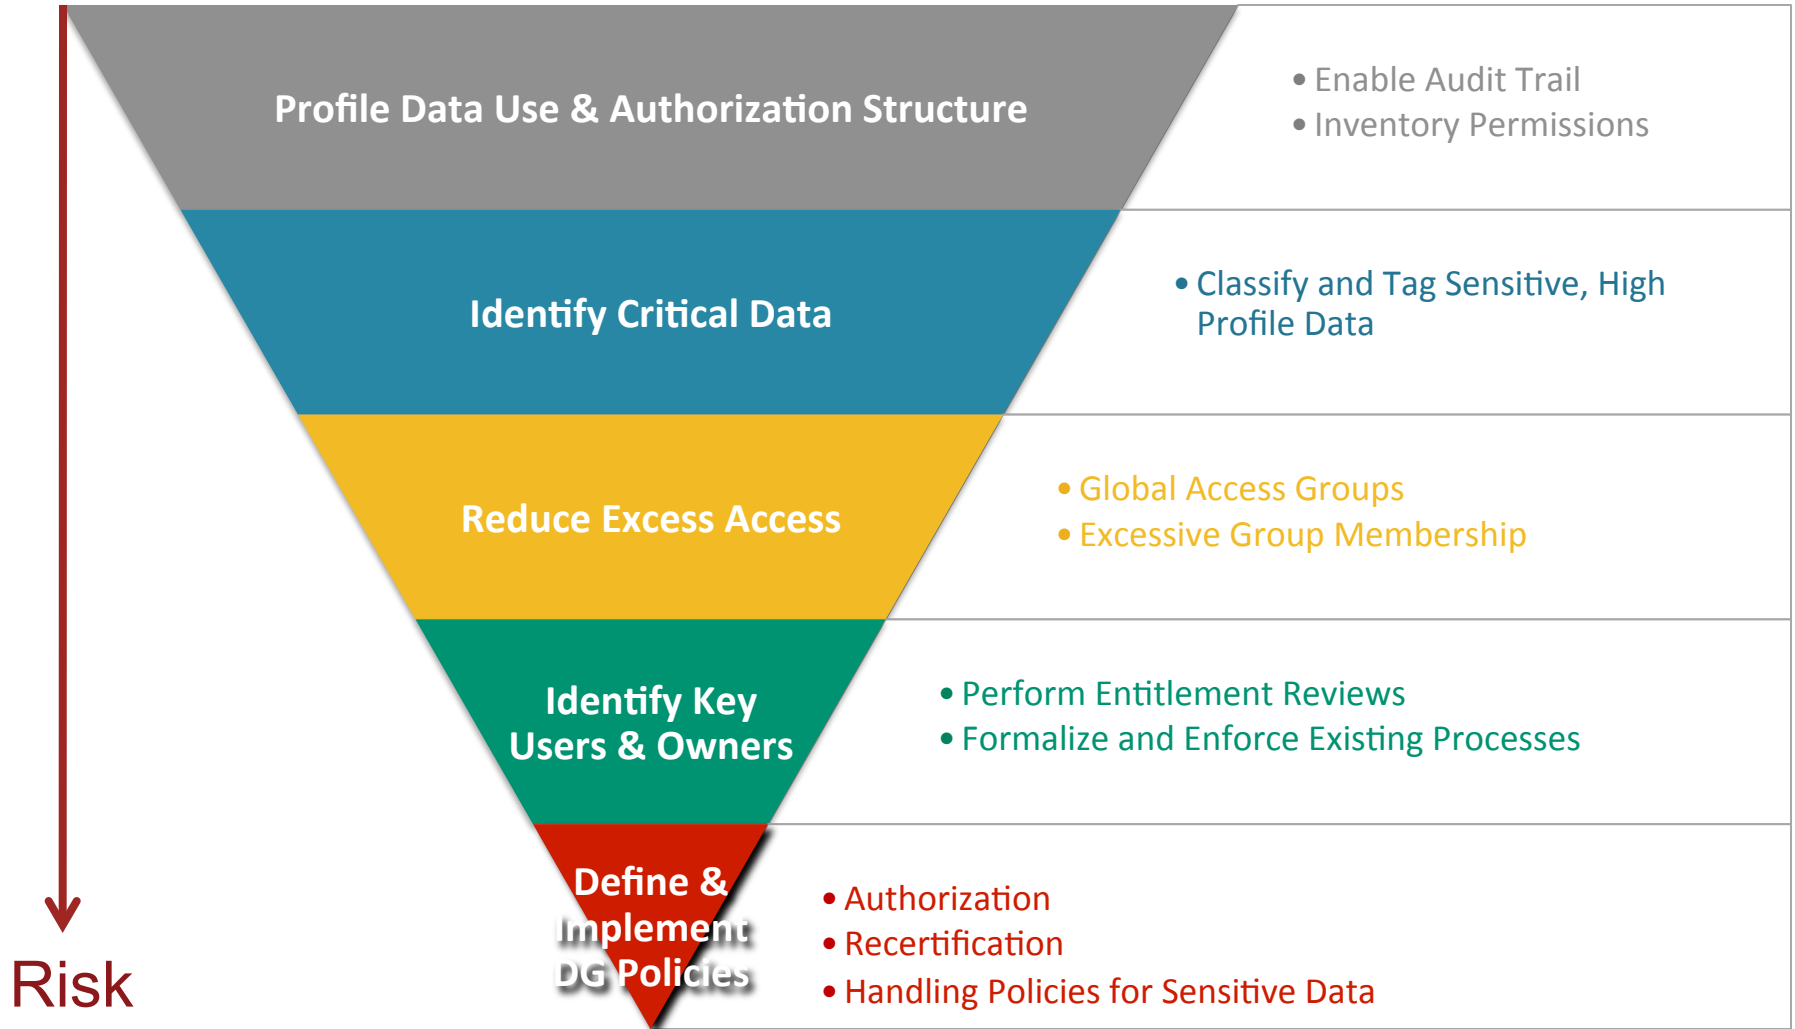 Profile Data Use & Authorization Structure
• Enable Audit Trail
• Inventory Permissions
Identify Critical Data
• Classify and Tag Sensitive, High
Profile Data
Reduce Excess Access
• Global Access Groups
• Excessive Group Membership
Identify Key
Users & Owners
• Perform Entitlement Reviews
• Formalize and Enforce Existing Processes
Define &
Implement
DG Policies
• Authorization
• Recertification
• Handling Policies for Sensitive Data
Risk